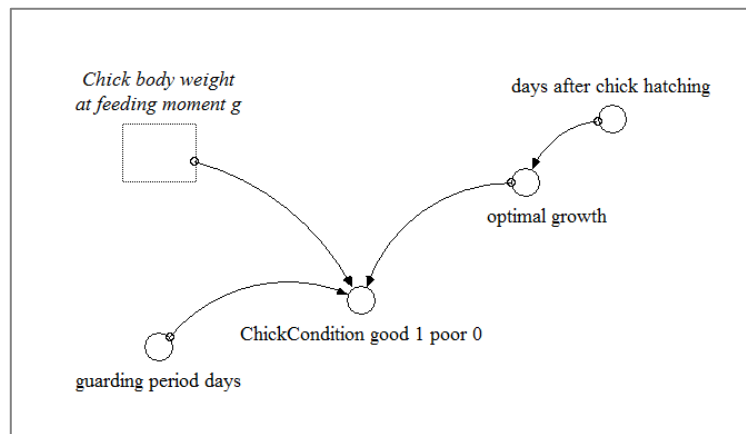 Chick body weight
at feeding moment g
days after chick hatching
optimal growth
ChickCondition good 1 poor 0
guarding period days